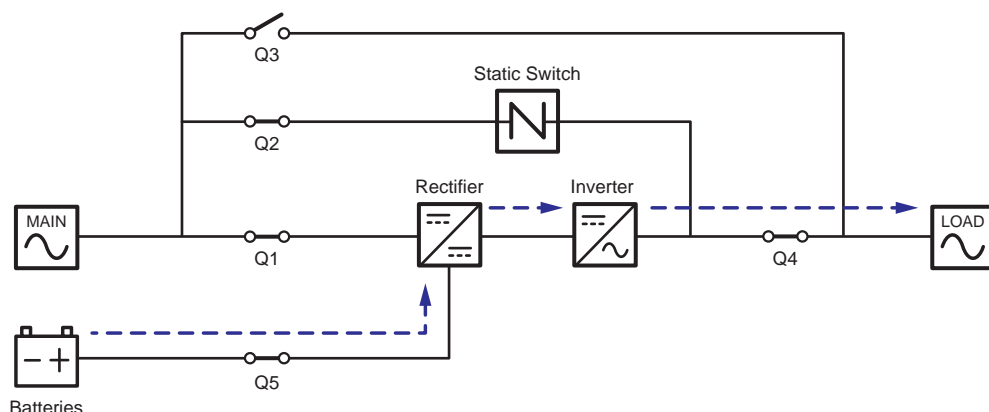 Q3
Static Switch
Q2
Rectifier
Inverter
MAIN
LOAD
Q1
Q4
Q5
Batteries